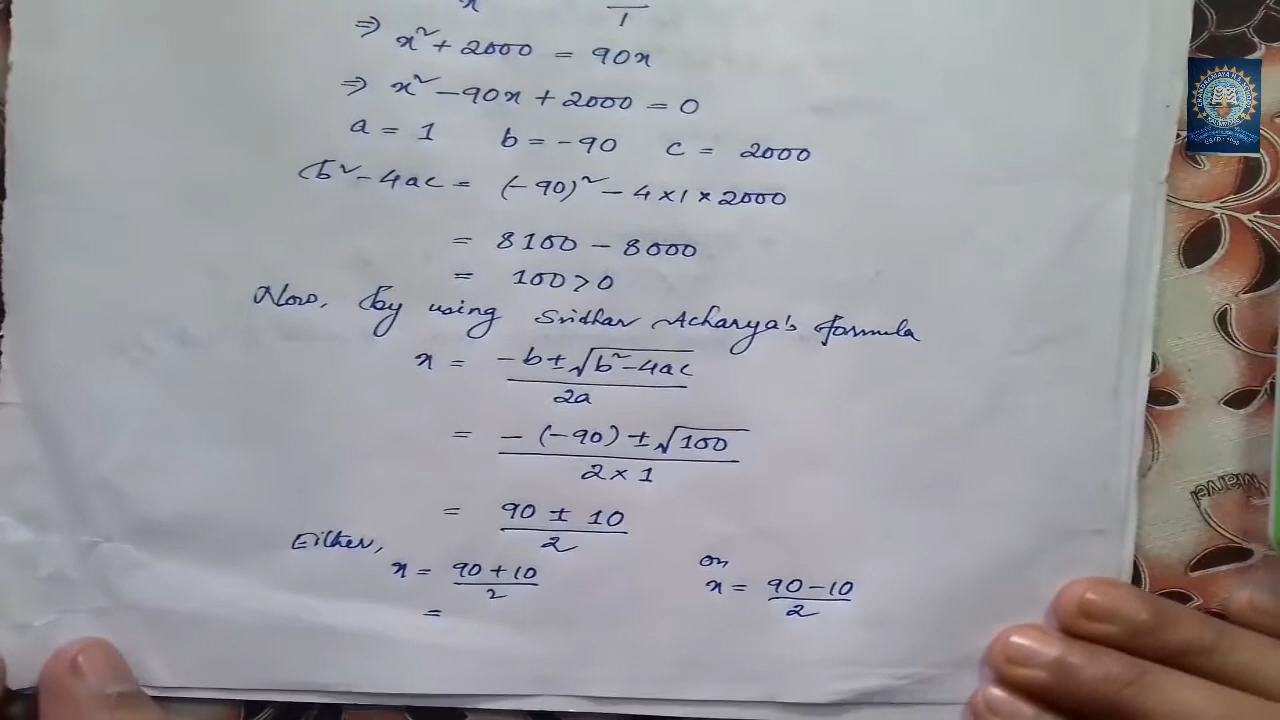 x
1
⇒ x² + 2000 = 90x
⇒ x² - 90x + 2000 = 0
a = 1 b = -90 c = 2000
b² - 4ac = (-90)² - 4 × 1 × 2000
= 8100 - 8000
= 100 > 0
Now, by using Sridhar Acharya's formula
x = (-b ± √(b² - 4ac)) / 2a
= (-(-90) ± √100) / (2 × 1)
= (90 ± 10) / 2
Either, or
x = (90 + 10) / 2 x = (90 - 10) / 2
=
Marvel